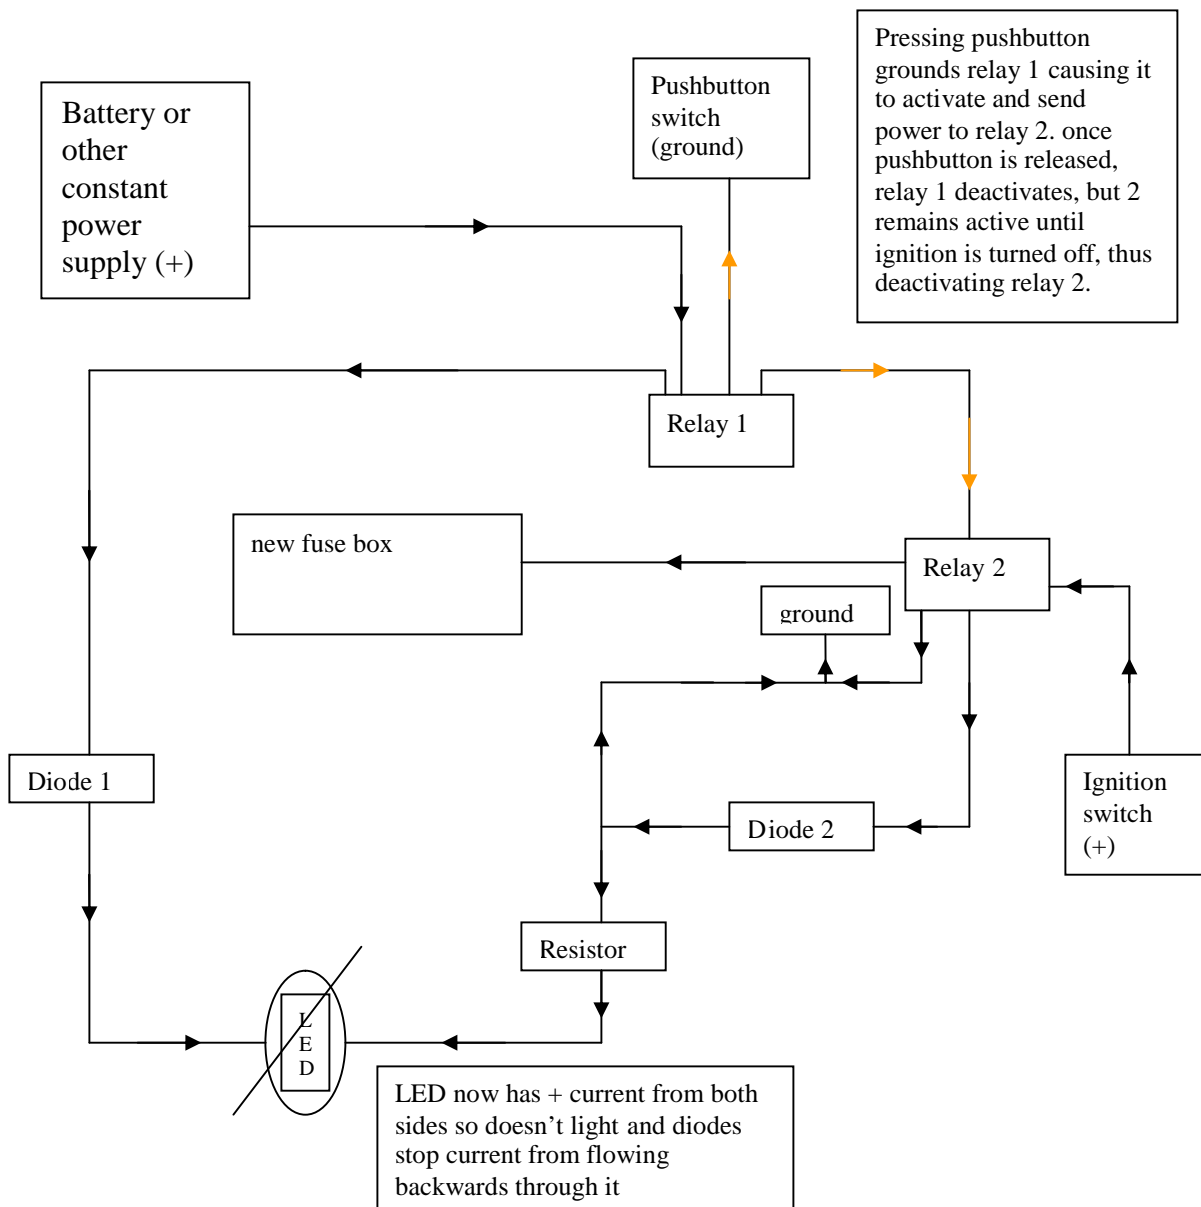 Battery or
other
constant
power
supply (+)
Pushbutton
switch
(ground)
Pressing pushbutton
grounds relay 1 causing it
to activate and send
power to relay 2. once
pushbutton is released,
relay 1 deactivates, but 2
remains active until
ignition is turned off, thus
deactivating relay 2.
Relay 1
new fuse box
Relay 2
ground
Diode 1
Diode 2
Ignition
switch
(+)
Resistor
L
E
D
LED now has + current from both
sides so doesn’t light and diodes
stop current from flowing
backwards through it